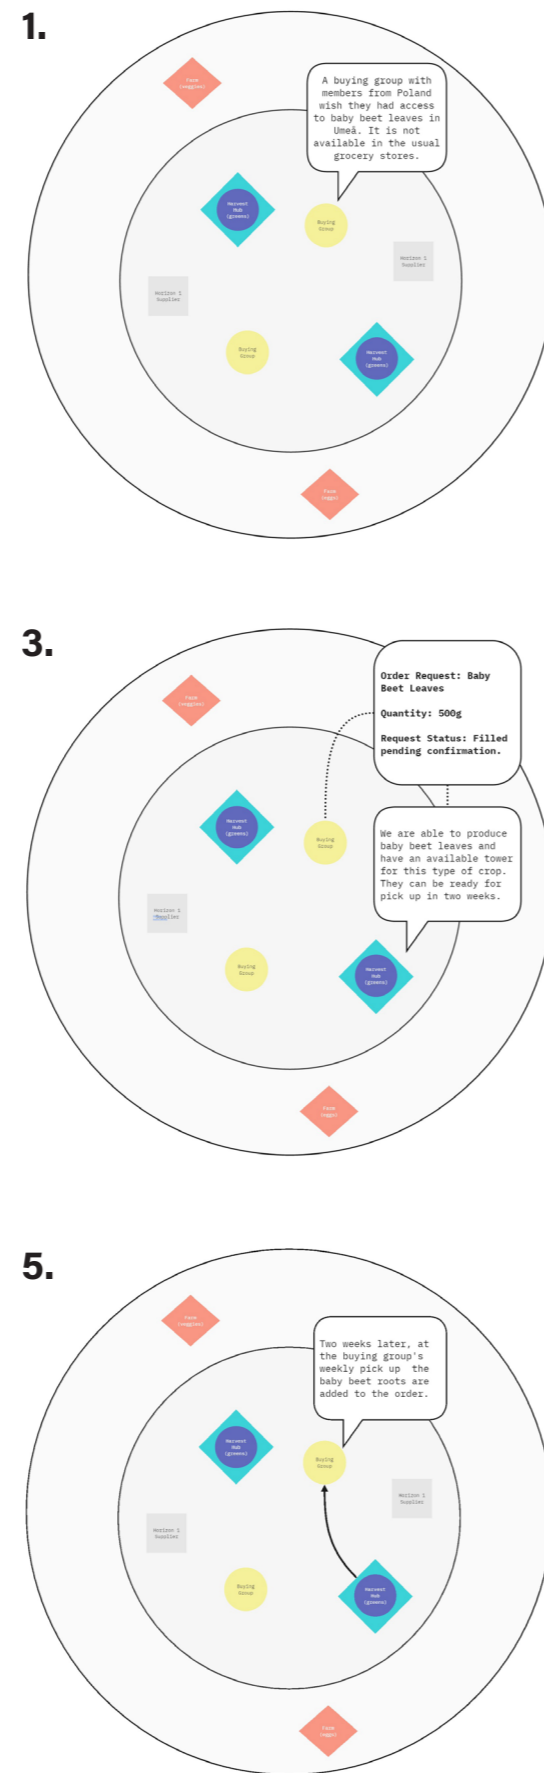 1.
Farm
(veggies)
A buying group with
members from Poland
wish they had access
to baby beet leaves in
Umeå. It is not
available in the usual
grocery stores.
Harvest
Hub
(greens)
Buying
Group
Horizon 1
Supplier
Horizon 1
Supplier
Buying
Group
Harvest
Hub
(greens)
Farm
(eggs)
3.
Farm
(veggies)
Order Request: Baby
Beet Leaves
Quantity: 500g
Request Status: Filled
pending confirmation.
Harvest
Hub
(greens)
Buying
Group
We are able to produce
baby beet leaves and
have an available tower
for this type of crop.
They can be ready for
pick up in two weeks.
Horizon 1
Supplier
Buying
Group
Harvest
Hub
(greens)
Farm
(eggs)
5.
Farm
(veggies)
Two weeks later, at
the buying group's
weekly pick up the
baby beet roots are
added to the order.
Harvest
Hub
(greens)
Buying
Group
Horizon 1
Supplier
Horizon 1
Supplier
Buying
Group
Harvest
Hub
(greens)
Farm
(eggs)